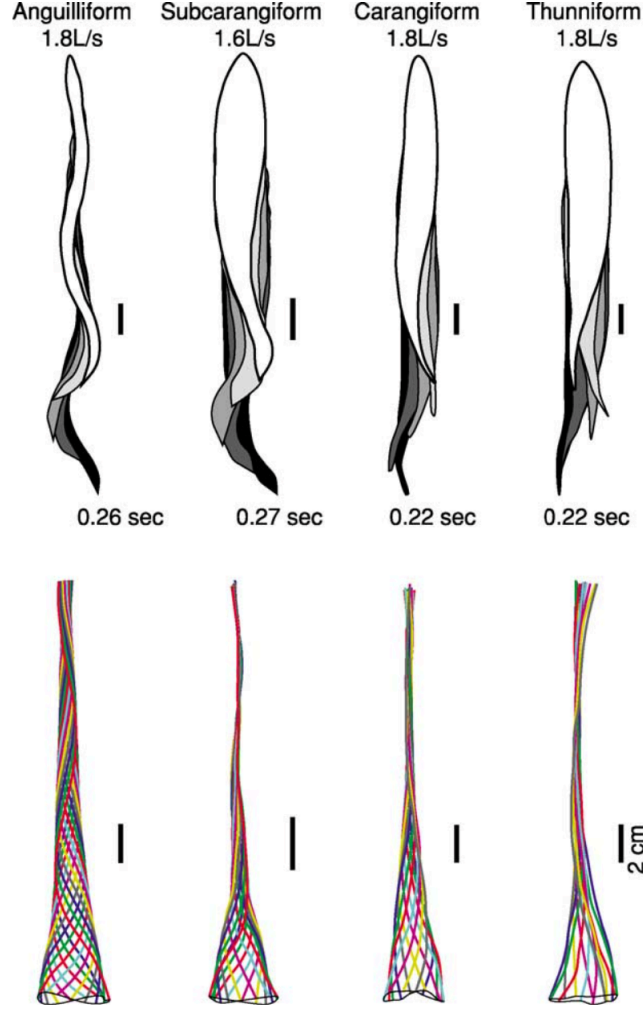 Anguilliform Subcarangiform Carangiform Thunniform
1.8L/s 1.6L/s 1.8L/s 1.8L/s
0.26 sec 0.27 sec 0.22 sec 0.22 sec
2 cm